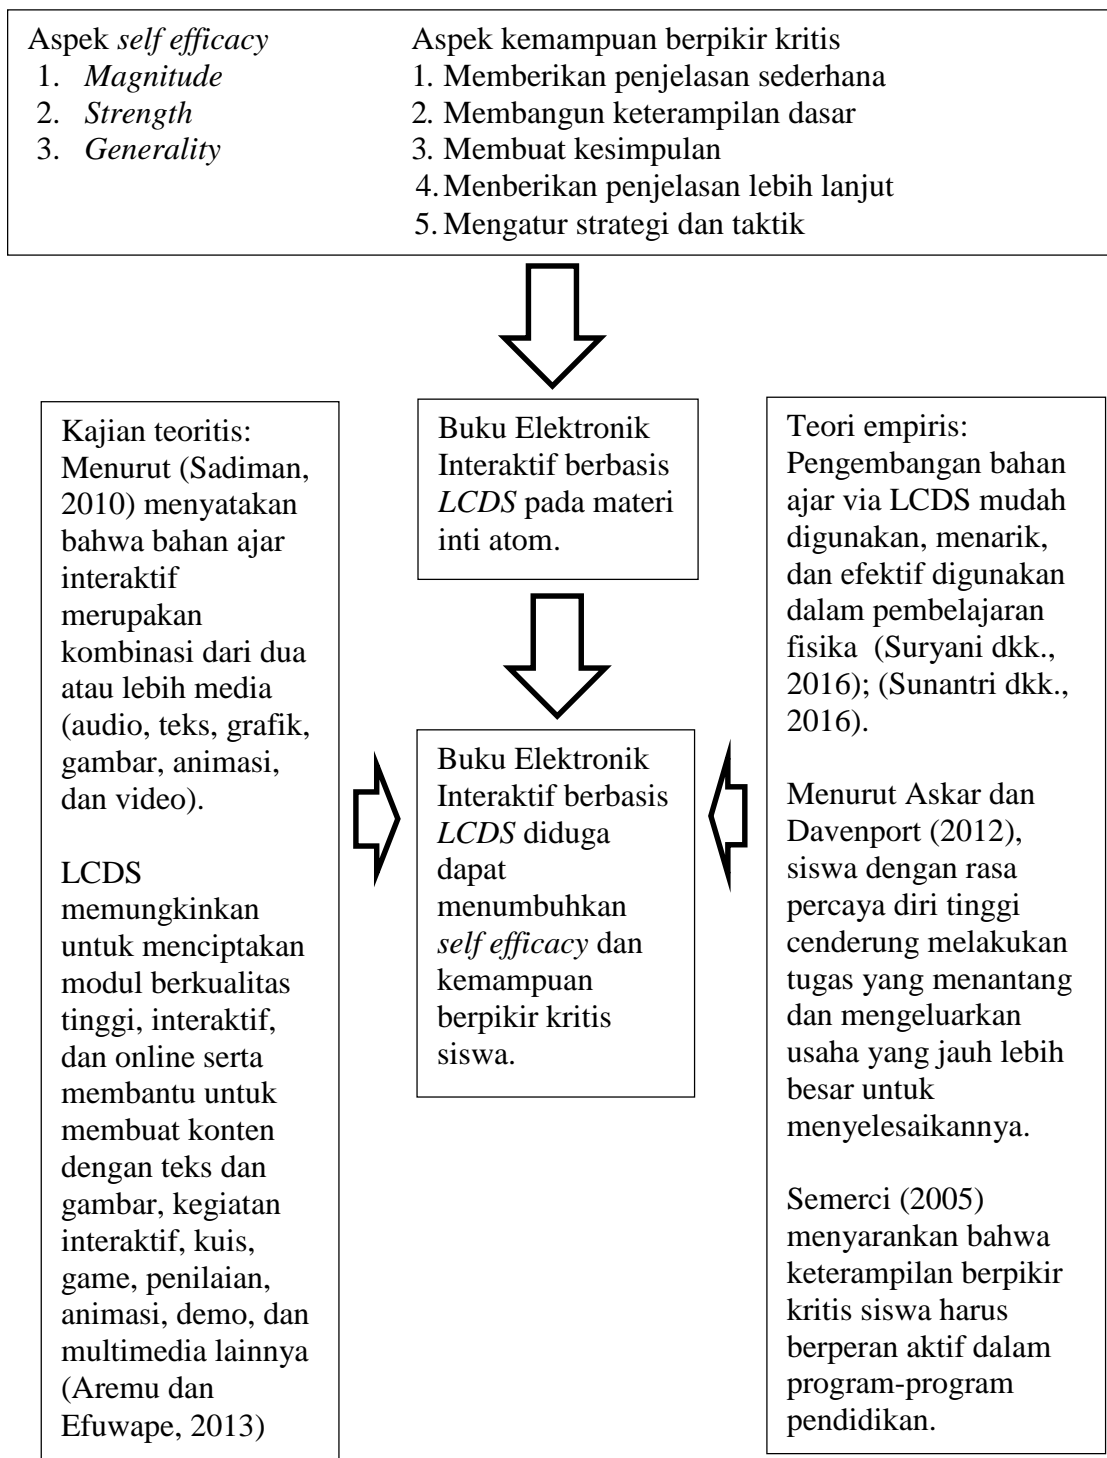 Aspek self efficacy
1. Magnitude
2. Strength
3. Generality
Aspek kemampuan berpikir kritis
1. Memberikan penjelasan sederhana
2. Membangun keterampilan dasar
3. Membuat kesimpulan
4. Menberikan penjelasan lebih lanjut
5. Mengatur strategi dan taktik
Kajian teoritis:
Menurut (Sadiman,
2010) menyatakan
bahwa bahan ajar
interaktif
merupakan
kombinasi dari dua
atau lebih media
(audio, teks, grafik,
gambar, animasi,
dan video).
LCDS
memungkinkan
untuk menciptakan
modul berkualitas
tinggi, interaktif,
dan online serta
membantu untuk
membuat konten
dengan teks dan
gambar, kegiatan
interaktif, kuis,
game, penilaian,
animasi, demo, dan
multimedia lainnya
(Aremu dan
Efuwape, 2013)
Buku Elektronik
Interaktif berbasis
LCDS pada materi
inti atom.
Buku Elektronik
Interaktif berbasis
LCDS diduga
dapat
menumbuhkan
self efficacy dan
kemampuan
berpikir kritis
siswa.
Teori empiris:
Pengembangan bahan
ajar via LCDS mudah
digunakan, menarik,
dan efektif digunakan
dalam pembelajaran
fisika (Suryani dkk.,
2016); (Sunantri dkk.,
2016).
Menurut Askar dan
Davenport (2012),
siswa dengan rasa
percaya diri tinggi
cenderung melakukan
tugas yang menantang
dan mengeluarkan
usaha yang jauh lebih
besar untuk
menyelesaikannya.
Semerci (2005)
menyarankan bahwa
keterampilan berpikir
kritis siswa harus
berperan aktif dalam
program-program
pendidikan.